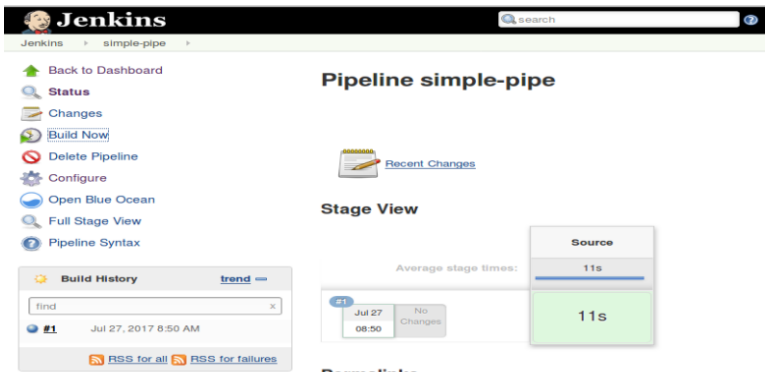 Jenkins
search
Jenkins
simple-pipe
Back to Dashboard
Status
Changes
Build Now
Delete Pipeline
Configure
Open Blue Ocean
Full Stage View
Pipeline Syntax
Build History
trend
find
x
#1
Jul 27, 2017 8:50 AM
RSS for all
RSS for failures
Pipeline simple-pipe
Recent Changes
Stage View
Source
Average stage times:
11s
#1
Jul 27
08:50
No
Changes
11s
Permalinks